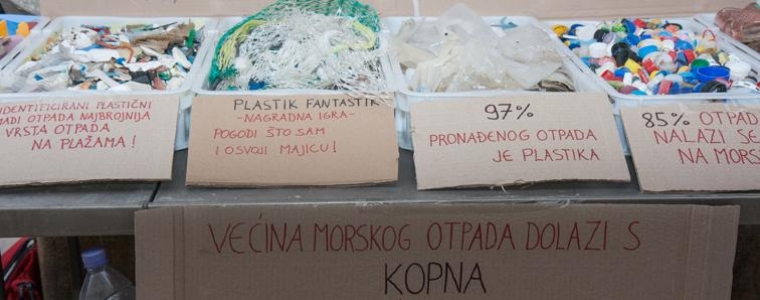 IDENTIFICIRANI PLASTIČNI
OTPADA NAJBROJNIJA
VRSTA OTPADA
NA PLAŽAMA!
PLASTIK FANTASTIK
-NAGRADNA IGRA-
POGODI ŠTO SAM
I OSVOJI MAJICU!
97%
PRONAĐENOG OTPADA
JE PLASTIKA
85% OTPAD
NALAZI SE
NA MORS
VEĆINA MORSKOG OTPADA DOLAZI S
KOPNA